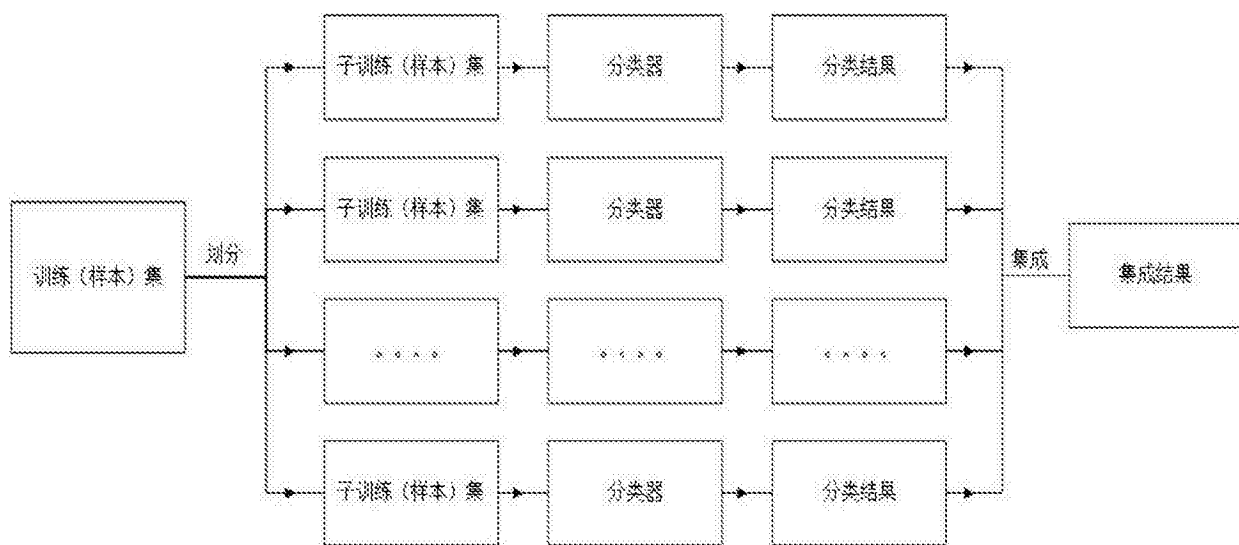 子训练（样本）集
分类器
分类结果
子训练（样本）集
分类器
分类结果
训练（样本）集
划分
集成
集成结果
。。。。
。。。。
。。。。
子训练（样本）集
分类器
分类结果